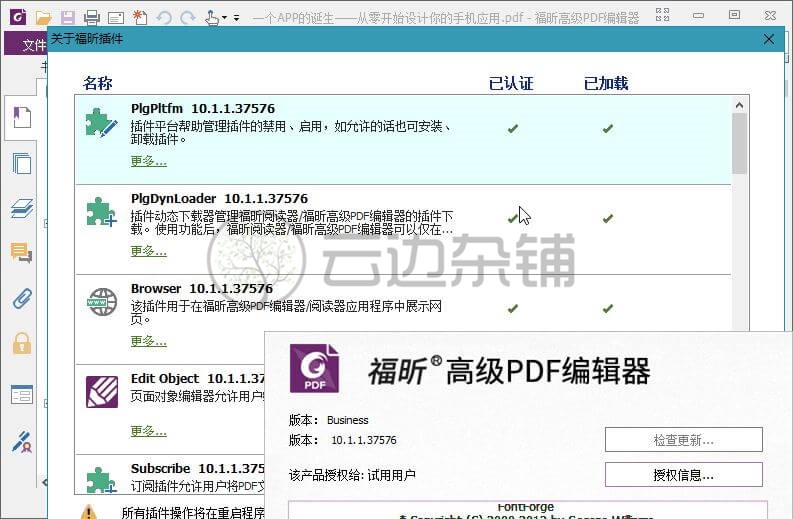 一个APP的诞生——从零开始设计你的手机应用.pdf - 福昕高级PDF编辑器
文件
关于福昕插件
名称 已认证 已加载
PlgPltfm 10.1.1.37576
插件平台帮助管理插件的禁用、启用，如允许的话也可安装、
卸载插件。
更多...
PlgDynLoader 10.1.1.37576
插件动态下载器管理福昕阅读器/福昕高级PDF编辑器的插件下
载。使用功能后，福昕阅读器/福昕高级PDF编辑器可以仅在...
更多...
云边杂铺
Browser 10.1.1.37576
该插件用于在福昕高级PDF编辑器/阅读器应用程序中展示网
页。
更多...
Edit Object 10.1.1.37
页面对象编辑器允许用户
更多...
Subscribe 10.1.1.37
订阅插件允许用户将PDF文
所有插件操作将在重启程序
PDF
福昕®高级PDF编辑器
版本： Business
版本： 10.1.1.37576
检查更新...
该产品授权给: 试用用户
授权信息...
FontForge